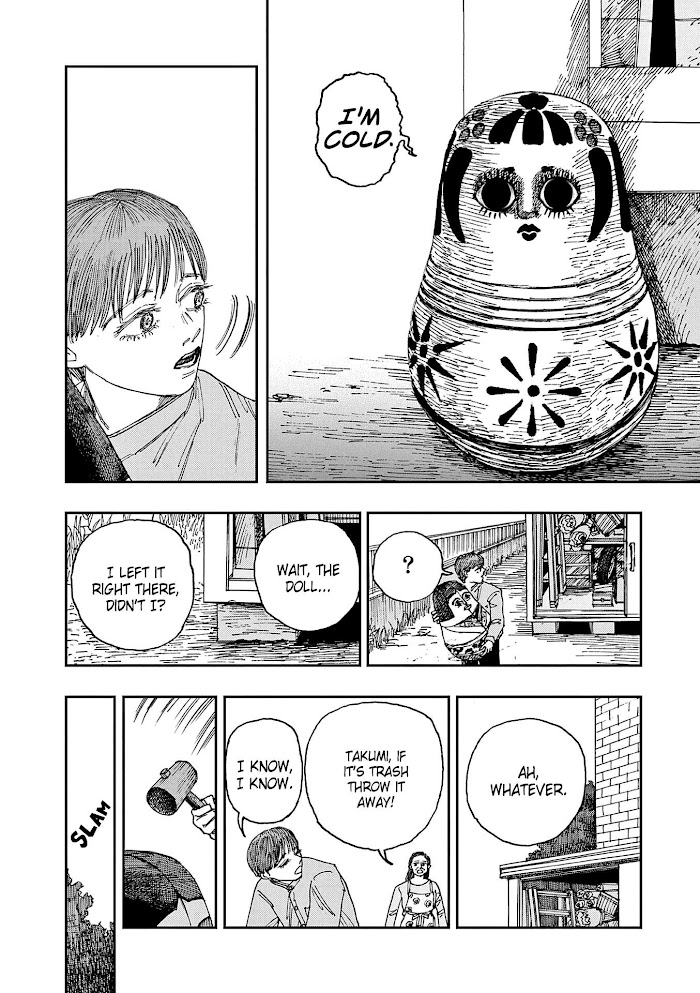 I'M
COLD.
?
WAIT, THE
DOLL...
I LEFT IT
RIGHT THERE,
DIDN'T I?
AH,
WHATEVER.
TAKUMI, IF
IT'S TRASH
THROW IT
AWAY!
I KNOW,
I KNOW.
SLAM